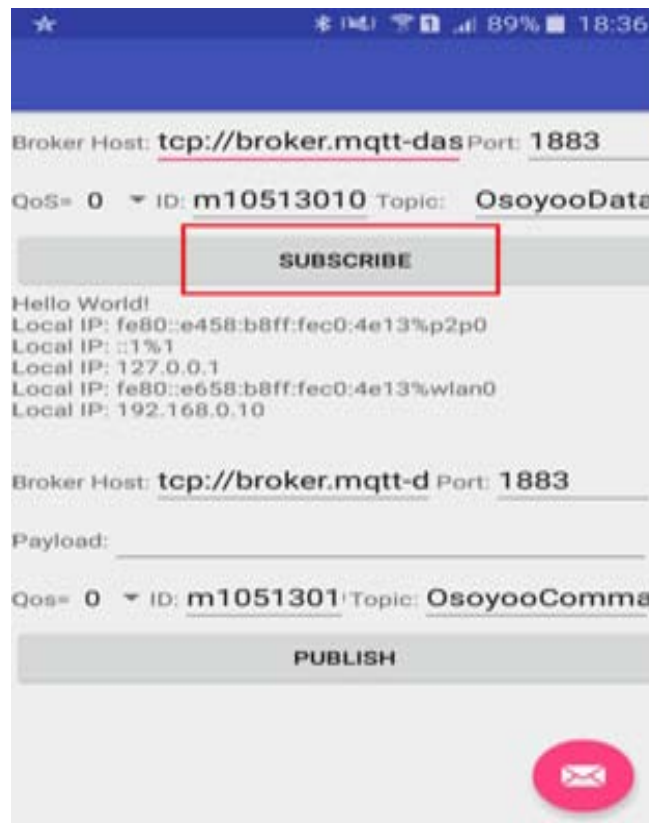 89% 18:36
Broker Host: tcp://broker.mqtt-das Port: 1883
QoS= 0 ID: m10513010 Topic: OsoyooData
SUBSCRIBE
Hello World!
Local IP: fe80::e458:b8ff:fec0:4e13%p2p0
Local IP: ::1%1
Local IP: 127.0.0.1
Local IP: fe80::e658:b8ff:fec0:4e13%wlan0
Local IP: 192.168.0.10
Broker Host: tcp://broker.mqtt-d Port: 1883
Payload:
Qos= 0 ID: m1051301 Topic: OsoyooComma
PUBLISH